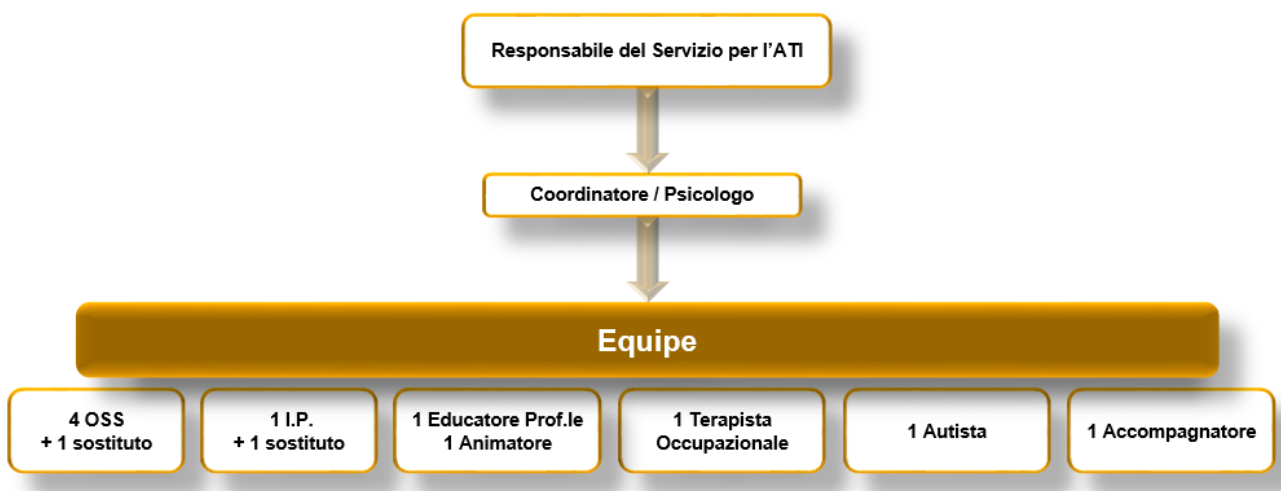 Responsabile del Servizio per l'ATI
Coordinatore / Psicologo
Equipe
4 OSS
+ 1 sostituto
1 I.P.
+ 1 sostituto
1 Educatore Prof.le
1 Animatore
1 Terapista
Occupazionale
1 Autista
1 Accompagnatore